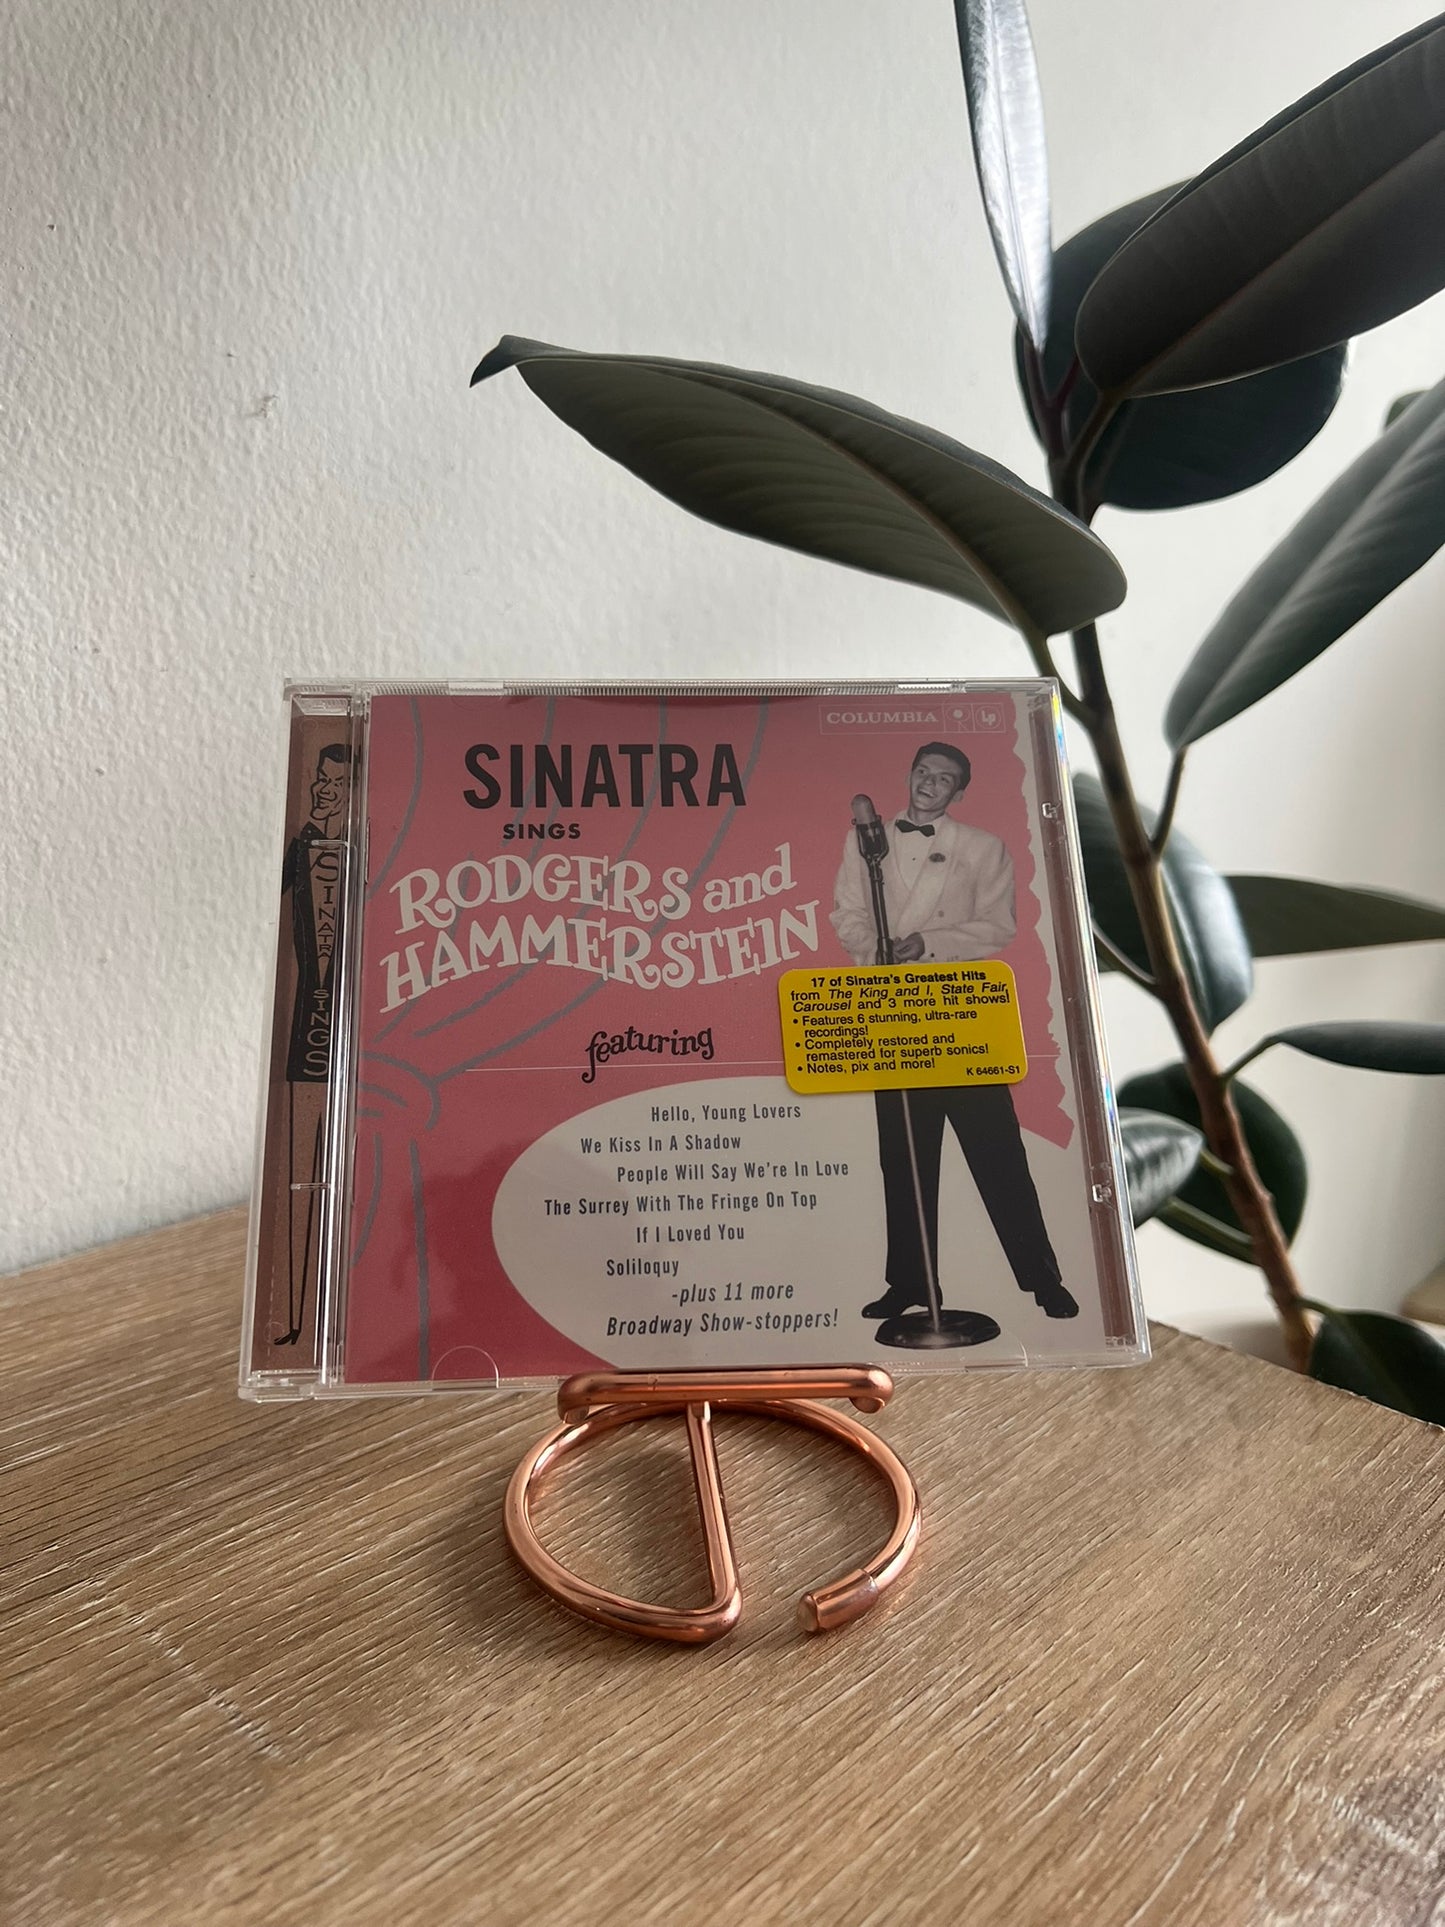 COLUMBIA Lp
SINATRA
SINGS
RODGERS and
HAMMERSTEIN
featuring
17 of Sinatra's Greatest Hits
from The King and I, State Fair,
Carousel and 3 more hit shows!
• Features 6 stunning, ultra-rare
recordings!
• Completely restored and
remastered for superb sonics!
• Notes, pix and more!
K 64661-S1
Hello, Young Lovers
We Kiss In A Shadow
People Will Say We're In Love
The Surrey With The Fringe On Top
If I Loved You
Soliloquy
-plus 11 more
Broadway Show-stoppers!
SINATRA
SINGS